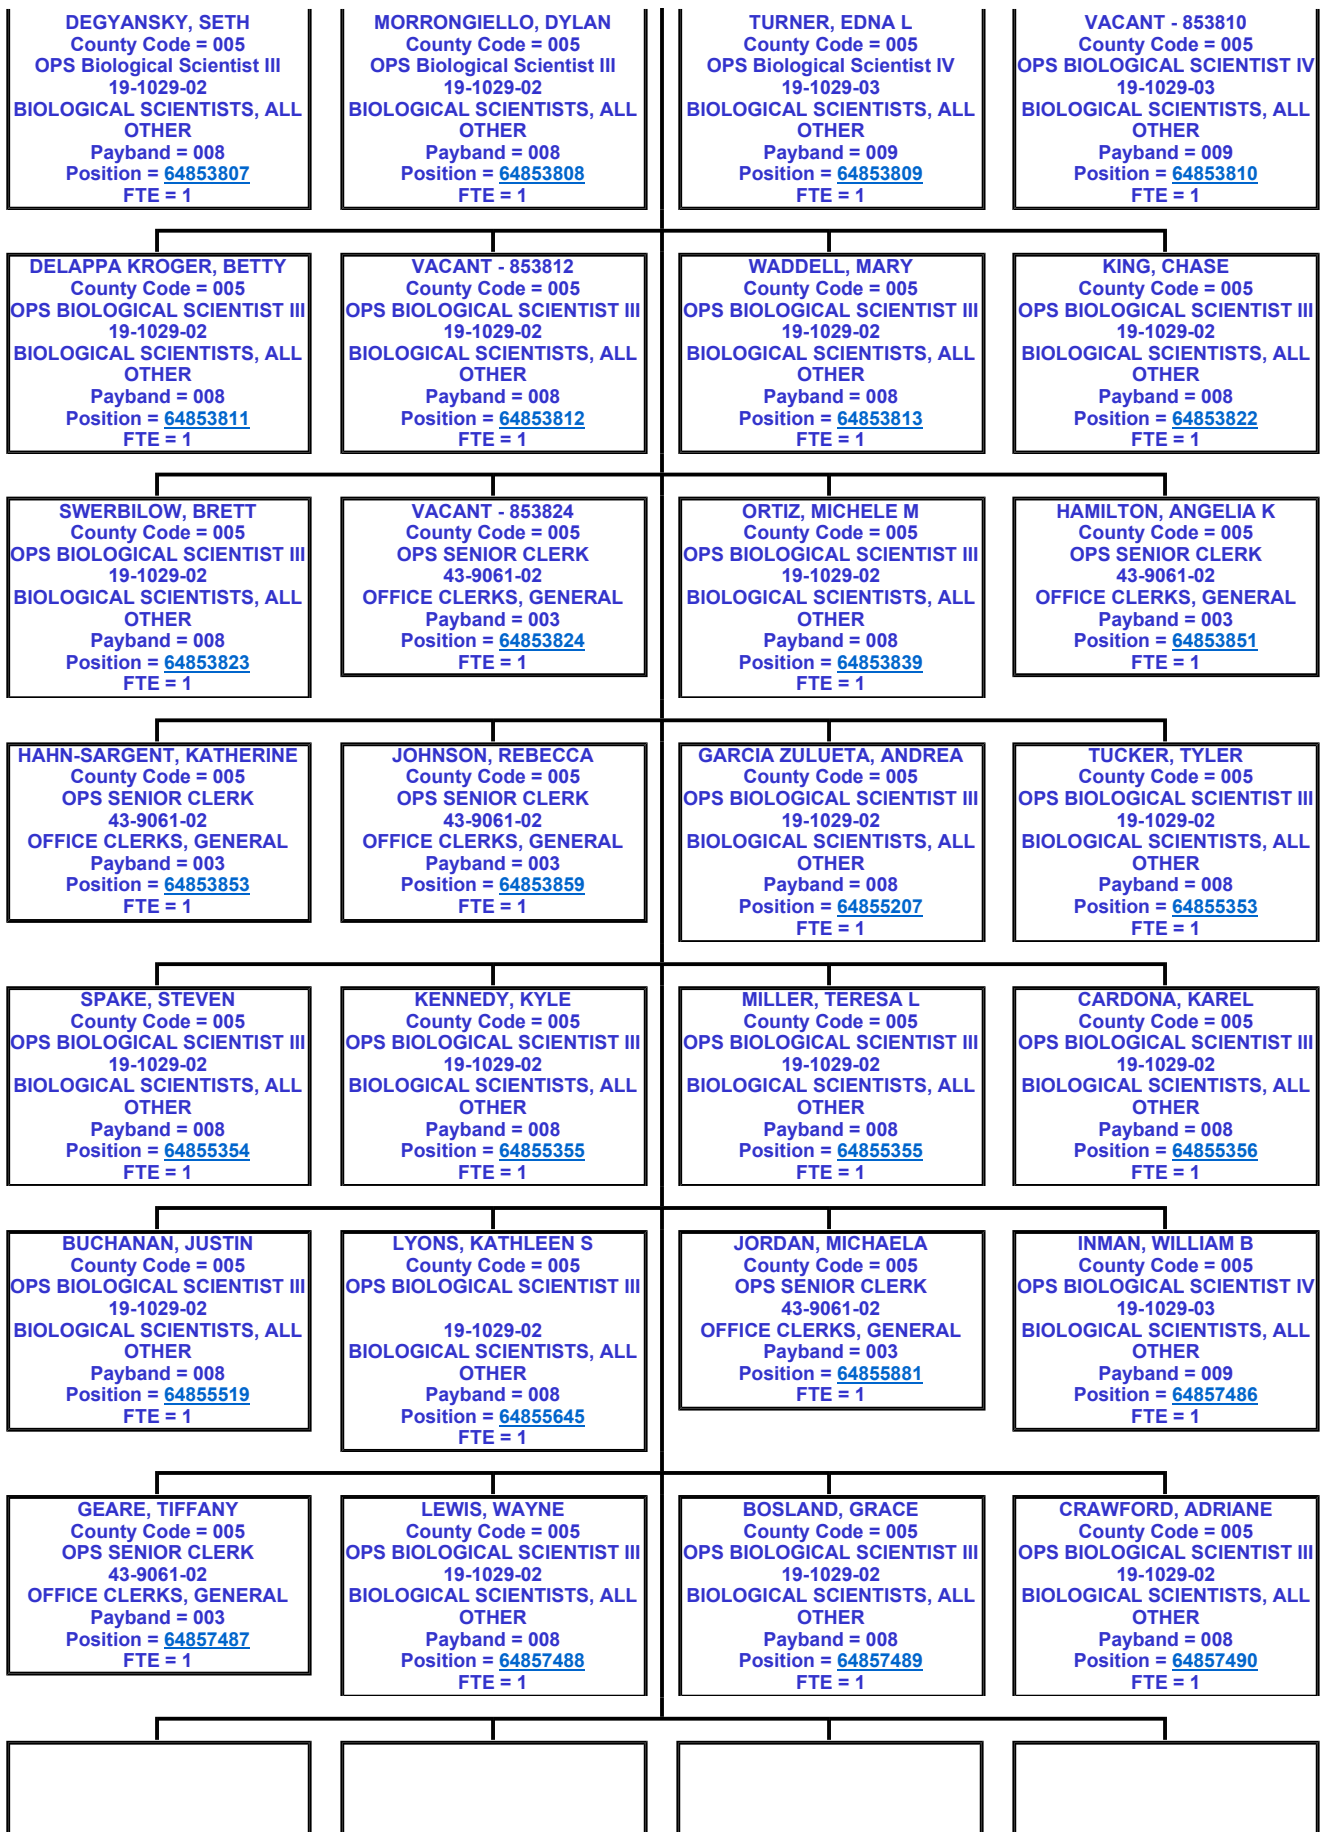 DEGYANSKY, SETH
County Code = 005
OPS Biological Scientist III
19-1029-02
BIOLOGICAL SCIENTISTS, ALL
OTHER
Payband = 008
Position = 64853807
FTE = 1
MORRONGIELLO, DYLAN
County Code = 005
OPS Biological Scientist III
19-1029-02
BIOLOGICAL SCIENTISTS, ALL
OTHER
Payband = 008
Position = 64853808
FTE = 1
TURNER, EDNA L
County Code = 005
OPS Biological Scientist IV
19-1029-03
BIOLOGICAL SCIENTISTS, ALL
OTHER
Payband = 009
Position = 64853809
FTE = 1
VACANT - 853810
County Code = 005
OPS BIOLOGICAL SCIENTIST IV
19-1029-03
BIOLOGICAL SCIENTISTS, ALL
OTHER
Payband = 009
Position = 64853810
FTE = 1
DELAPPA KROGER, BETTY
County Code = 005
OPS BIOLOGICAL SCIENTIST III
19-1029-02
BIOLOGICAL SCIENTISTS, ALL
OTHER
Payband = 008
Position = 64853811
FTE = 1
VACANT - 853812
County Code = 005
OPS BIOLOGICAL SCIENTIST III
19-1029-02
BIOLOGICAL SCIENTISTS, ALL
OTHER
Payband = 008
Position = 64853812
FTE = 1
WADDELL, MARY
County Code = 005
OPS BIOLOGICAL SCIENTIST III
19-1029-02
BIOLOGICAL SCIENTISTS, ALL
OTHER
Payband = 008
Position = 64853813
FTE = 1
KING, CHASE
County Code = 005
OPS BIOLOGICAL SCIENTIST III
19-1029-02
BIOLOGICAL SCIENTISTS, ALL
OTHER
Payband = 008
Position = 64853822
FTE = 1
SWERBILOW, BRETT
County Code = 005
OPS BIOLOGICAL SCIENTIST III
19-1029-02
BIOLOGICAL SCIENTISTS, ALL
OTHER
Payband = 008
Position = 64853823
FTE = 1
VACANT - 853824
County Code = 005
OPS SENIOR CLERK
43-9061-02
OFFICE CLERKS, GENERAL
Payband = 003
Position = 64853824
FTE = 1
ORTIZ, MICHELE M
County Code = 005
OPS BIOLOGICAL SCIENTIST III
19-1029-02
BIOLOGICAL SCIENTISTS, ALL
OTHER
Payband = 008
Position = 64853839
FTE = 1
HAMILTON, ANGELIA K
County Code = 005
OPS SENIOR CLERK
43-9061-02
OFFICE CLERKS, GENERAL
Payband = 003
Position = 64853851
FTE = 1
HAHN-SARGENT, KATHERINE
County Code = 005
OPS SENIOR CLERK
43-9061-02
OFFICE CLERKS, GENERAL
Payband = 003
Position = 64853853
FTE = 1
JOHNSON, REBECCA
County Code = 005
OPS SENIOR CLERK
43-9061-02
OFFICE CLERKS, GENERAL
Payband = 003
Position = 64853859
FTE = 1
GARCIA ZULUETA, ANDREA
County Code = 005
OPS BIOLOGICAL SCIENTIST III
19-1029-02
BIOLOGICAL SCIENTISTS, ALL
OTHER
Payband = 008
Position = 64855207
FTE = 1
TUCKER, TYLER
County Code = 005
OPS BIOLOGICAL SCIENTIST III
19-1029-02
BIOLOGICAL SCIENTISTS, ALL
OTHER
Payband = 008
Position = 64855353
FTE = 1
SPAKE, STEVEN
County Code = 005
OPS BIOLOGICAL SCIENTIST III
19-1029-02
BIOLOGICAL SCIENTISTS, ALL
OTHER
Payband = 008
Position = 64855354
FTE = 1
KENNEDY, KYLE
County Code = 005
OPS BIOLOGICAL SCIENTIST III
19-1029-02
BIOLOGICAL SCIENTISTS, ALL
OTHER
Payband = 008
Position = 64855355
FTE = 1
MILLER, TERESA L
County Code = 005
OPS BIOLOGICAL SCIENTIST III
19-1029-02
BIOLOGICAL SCIENTISTS, ALL
OTHER
Payband = 008
Position = 64855355
FTE = 1
CARDONA, KAREL
County Code = 005
OPS BIOLOGICAL SCIENTIST III
19-1029-02
BIOLOGICAL SCIENTISTS, ALL
OTHER
Payband = 008
Position = 64855356
FTE = 1
BUCHANAN, JUSTIN
County Code = 005
OPS BIOLOGICAL SCIENTIST III
19-1029-02
BIOLOGICAL SCIENTISTS, ALL
OTHER
Payband = 008
Position = 64855519
FTE = 1
LYONS, KATHLEEN S
County Code = 005
OPS BIOLOGICAL SCIENTIST III
19-1029-02
BIOLOGICAL SCIENTISTS, ALL
OTHER
Payband = 008
Position = 64855645
FTE = 1
JORDAN, MICHAELA
County Code = 005
OPS SENIOR CLERK
43-9061-02
OFFICE CLERKS, GENERAL
Payband = 003
Position = 64855881
FTE = 1
INMAN, WILLIAM B
County Code = 005
OPS BIOLOGICAL SCIENTIST IV
19-1029-03
BIOLOGICAL SCIENTISTS, ALL
OTHER
Payband = 009
Position = 64857486
FTE = 1
GEARE, TIFFANY
County Code = 005
OPS SENIOR CLERK
43-9061-02
OFFICE CLERKS, GENERAL
Payband = 003
Position = 64857487
FTE = 1
LEWIS, WAYNE
County Code = 005
OPS BIOLOGICAL SCIENTIST III
19-1029-02
BIOLOGICAL SCIENTISTS, ALL
OTHER
Payband = 008
Position = 64857488
FTE = 1
BOSLAND, GRACE
County Code = 005
OPS BIOLOGICAL SCIENTIST III
19-1029-02
BIOLOGICAL SCIENTISTS, ALL
OTHER
Payband = 008
Position = 64857489
FTE = 1
CRAWFORD, ADRIANE
County Code = 005
OPS BIOLOGICAL SCIENTIST III
19-1029-02
BIOLOGICAL SCIENTISTS, ALL
OTHER
Payband = 008
Position = 64857490
FTE = 1